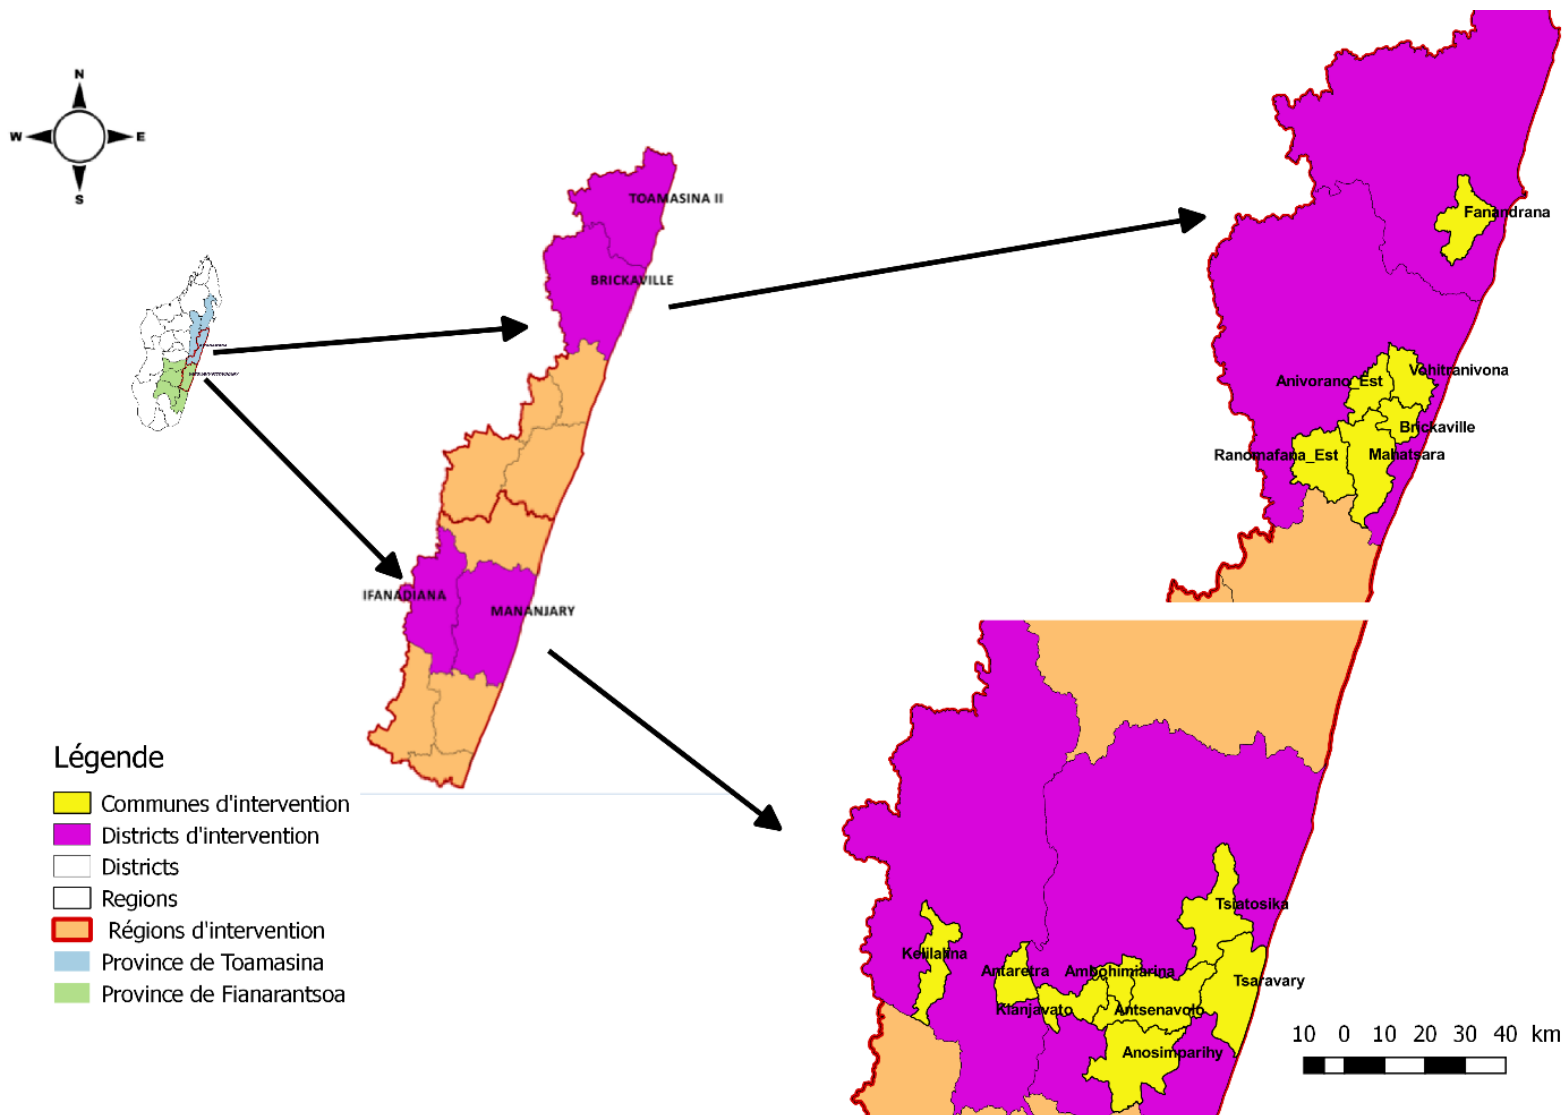 N
W
E
S
TOAMASINA II
BRICKAVILLE
IFANADIANA
MANANJARY
Fanandrana
Vohitranivona
Anivorano_Est
Brickaville
Ranomafana_Est
Mahatsara
Tsiatosika
Kelilalina
Antaretra
Ambohimiarina
Tsaravary
Kianjavato
Antsenavolo
Anosimparihy
Légende
Communes d'intervention
Districts d'intervention
Districts
Regions
Régions d'intervention
Province de Toamasina
Province de Fianarantsoa
10 0 10 20 30 40 km